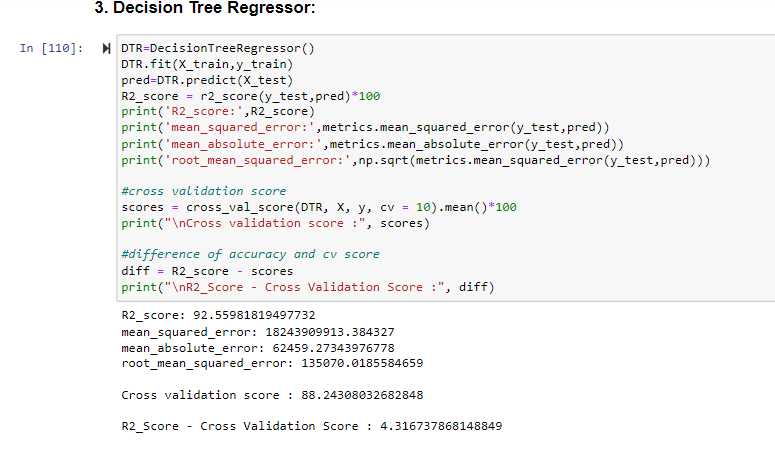 3. Decision Tree Regressor:
In [110]:
DTR=DecisionTreeRegressor()
DTR.fit(X_train,y_train)
pred=DTR.predict(X_test)
R2_score = r2_score(y_test,pred)*100
print('R2_score:',R2_score)
print('mean_squared_error:',metrics.mean_squared_error(y_test,pred))
print('mean_absolute_error:',metrics.mean_absolute_error(y_test,pred))
print('root_mean_squared_error:',np.sqrt(metrics.mean_squared_error(y_test,pred)))
#cross validation score
scores = cross_val_score(DTR, X, y, cv = 10).mean()*100
print("\nCross validation score :", scores)
#difference of accuracy and cv score
diff = R2_score - scores
print("\nR2_Score - Cross Validation Score :", diff)
R2_score: 92.55981819497732
mean_squared_error: 18243909913.384327
mean_absolute_error: 62459.27343976778
root_mean_squared_error: 135070.0185584659
Cross validation score : 88.24308032682848
R2_Score - Cross Validation Score : 4.316737868148849